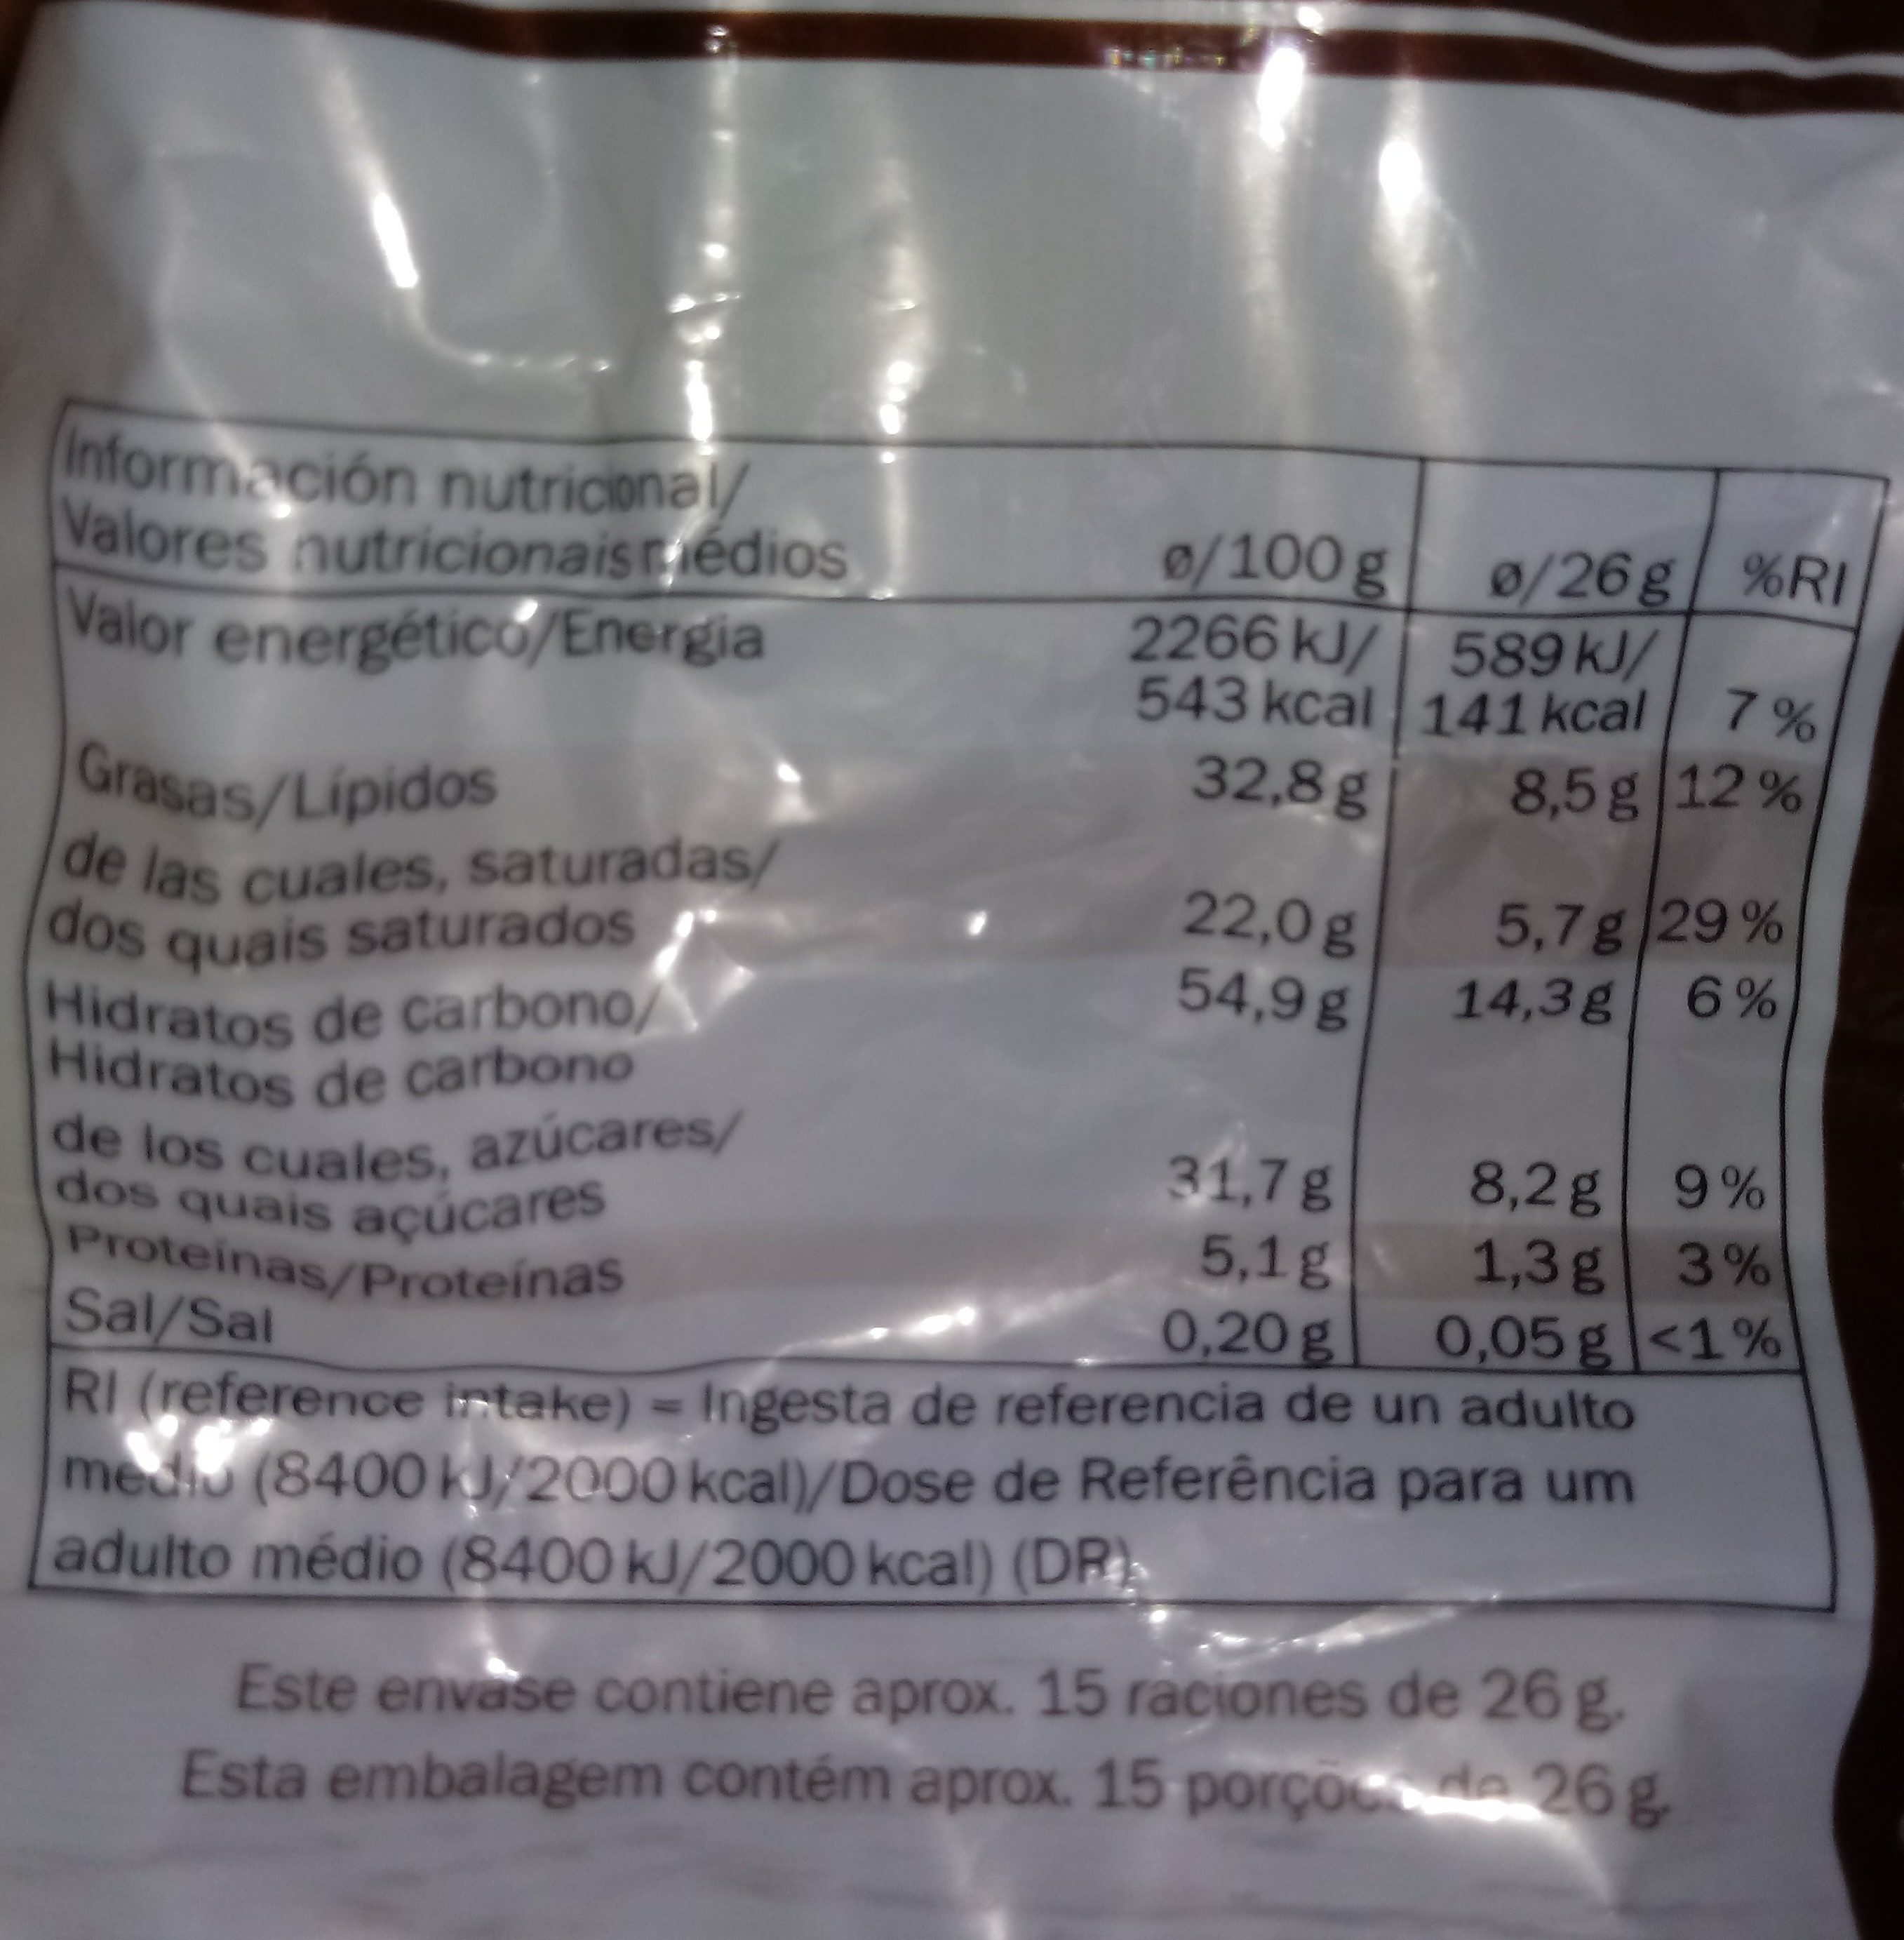 Información nutricional/
Valores nutricionais médios ø/100 g ø/26 g %RI
Valor energético/Energia 2266 kJ/ 589 kJ/
543 kcal 141 kcal 7 %
Grasas/Lípidos 32,8 g 8,5 g 12 %
de las cuales, saturadas/
dos quais saturados 22,0 g 5,7 g 29 %
Hidratos de carbono/ 54,9 g 14,3 g 6 %
Hidratos de carbono
de los cuales, azúcares/
dos quais açúcares 31,7 g 8,2 g 9 %
Proteínas/Proteínas 5,1 g 1,3 g 3 %
Sal/Sal 0,20 g 0,05 g <1 %
RI (reference intake) = Ingesta de referencia de un adulto
medio (8400 kJ/2000 kcal)/Dose de Referência para um
adulto médio (8400 kJ/2000 kcal) (DR).
Este envase contiene aprox. 15 raciones de 26 g.
Esta embalagem contém aprox. 15 porções de 26 g.